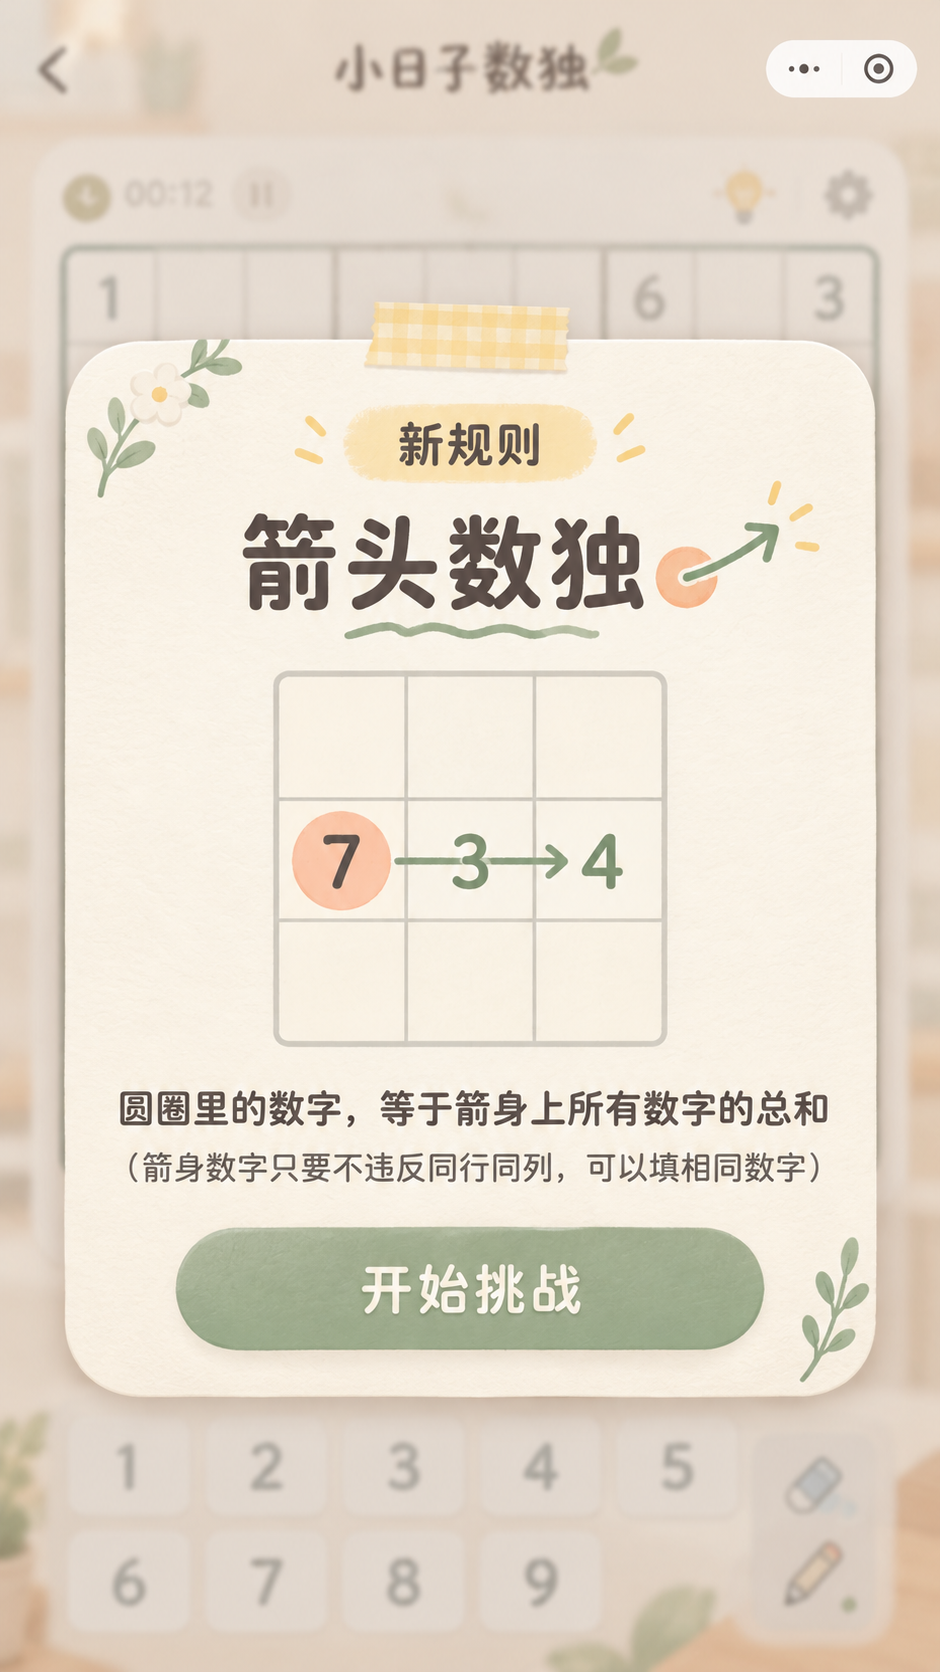 小日子数独
00:12
1 6 3
新规则
箭头数独
7 3 4
圆圈里的数字，等于箭身上所有数字的总和
（箭身数字只要不违反同行同列，可以填相同数字）
开始挑战
1 2 3 4 5
6 7 8 9